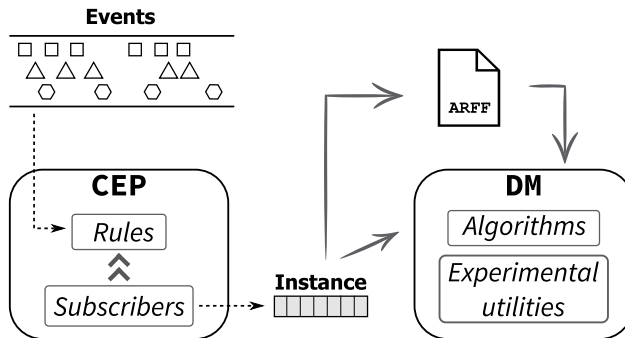 Events
ARFF
CEP
Rules
Subscribers
Instance
DM
Algorithms
Experimental
utilities